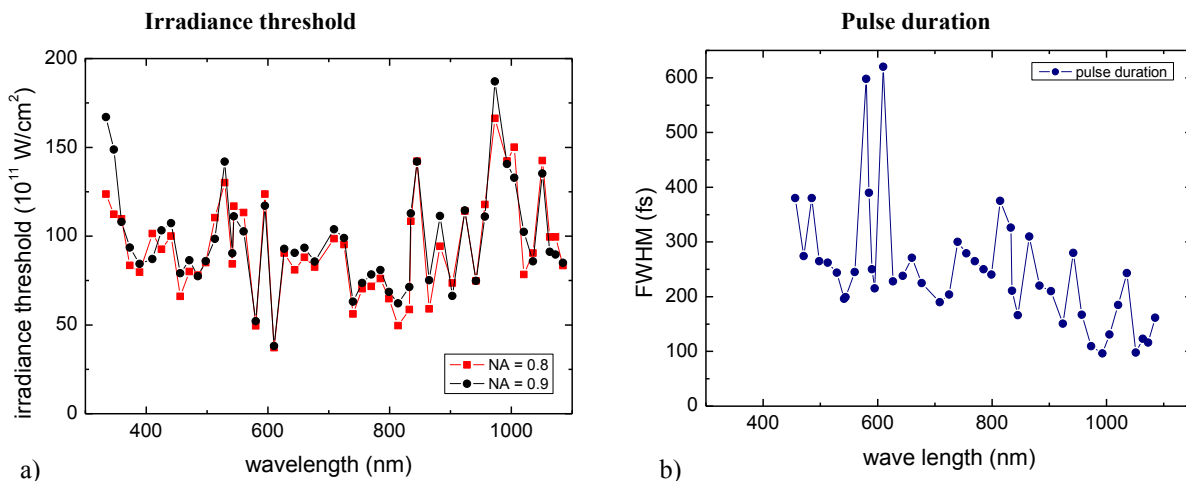 Irradiance threshold
200
150
100
50
0
400
600
800
1000
irradiance threshold (10¹¹ W/cm²)
wavelength (nm)
NA = 0.8
NA = 0.9
a)
Pulse duration
600
500
400
300
200
100
0
400
600
800
1000
FWHM (fs)
wave length (nm)
pulse duration
b)